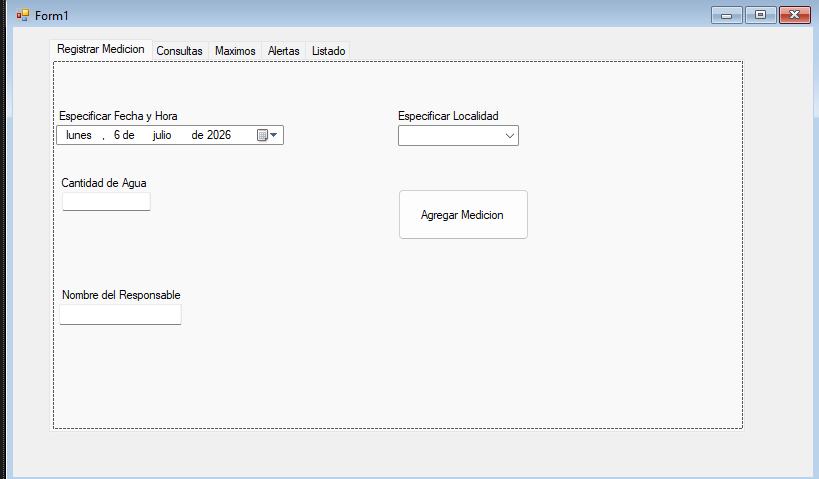 Form1
Registrar Medicion Consultas Maximos Alertas Listado
Especificar Fecha y Hora Especificar Localidad
lunes , 6 de julio de 2026
Cantidad de Agua
Agregar Medicion
Nombre del Responsable